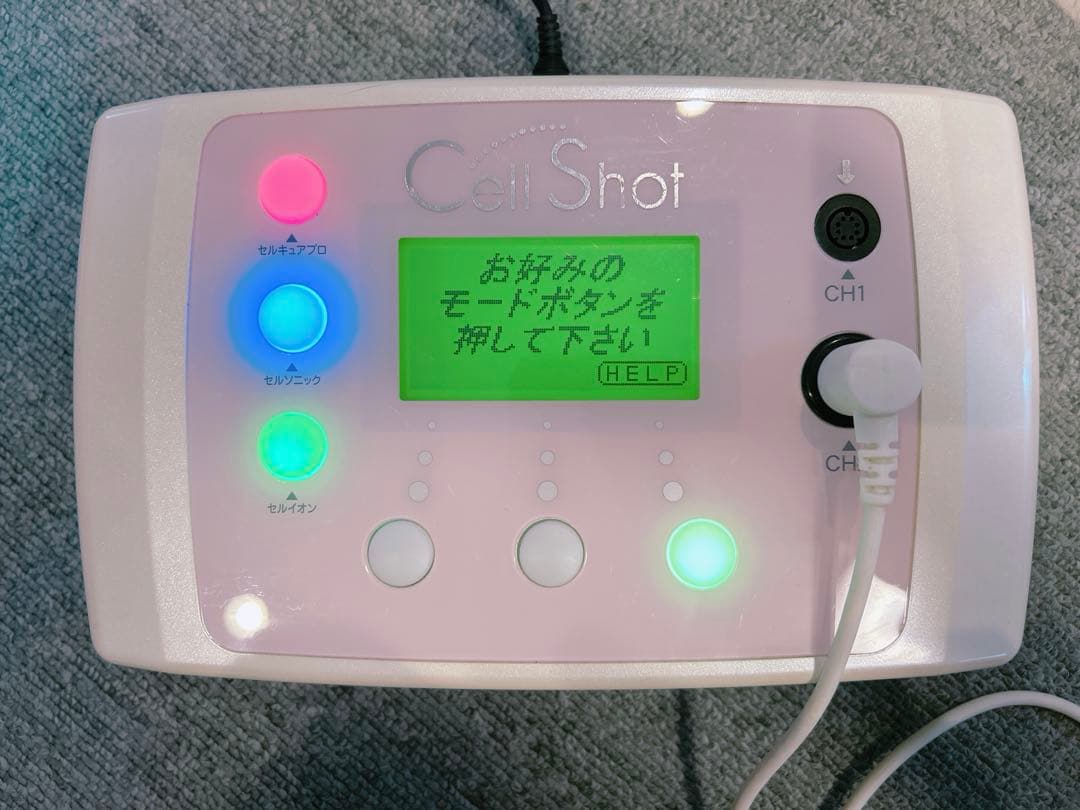 Cell Shot
セルキュアプロ
お好みの
モードボタンを
押して下さい
HELP
CH1
セルソニック
CH
セルイオン